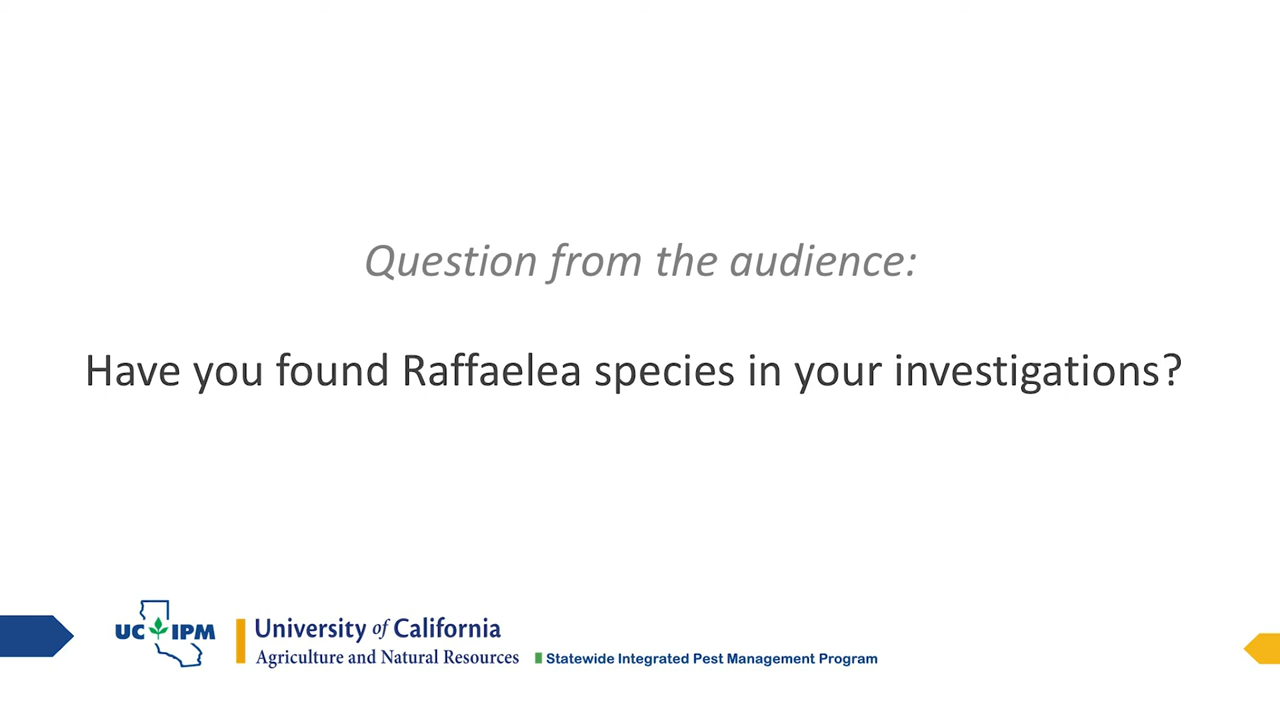 Question from the audience:
Have you found Raffaelea species in your investigations?
UC IPM
University of California
Agriculture and Natural Resources
Statewide Integrated Pest Management Program